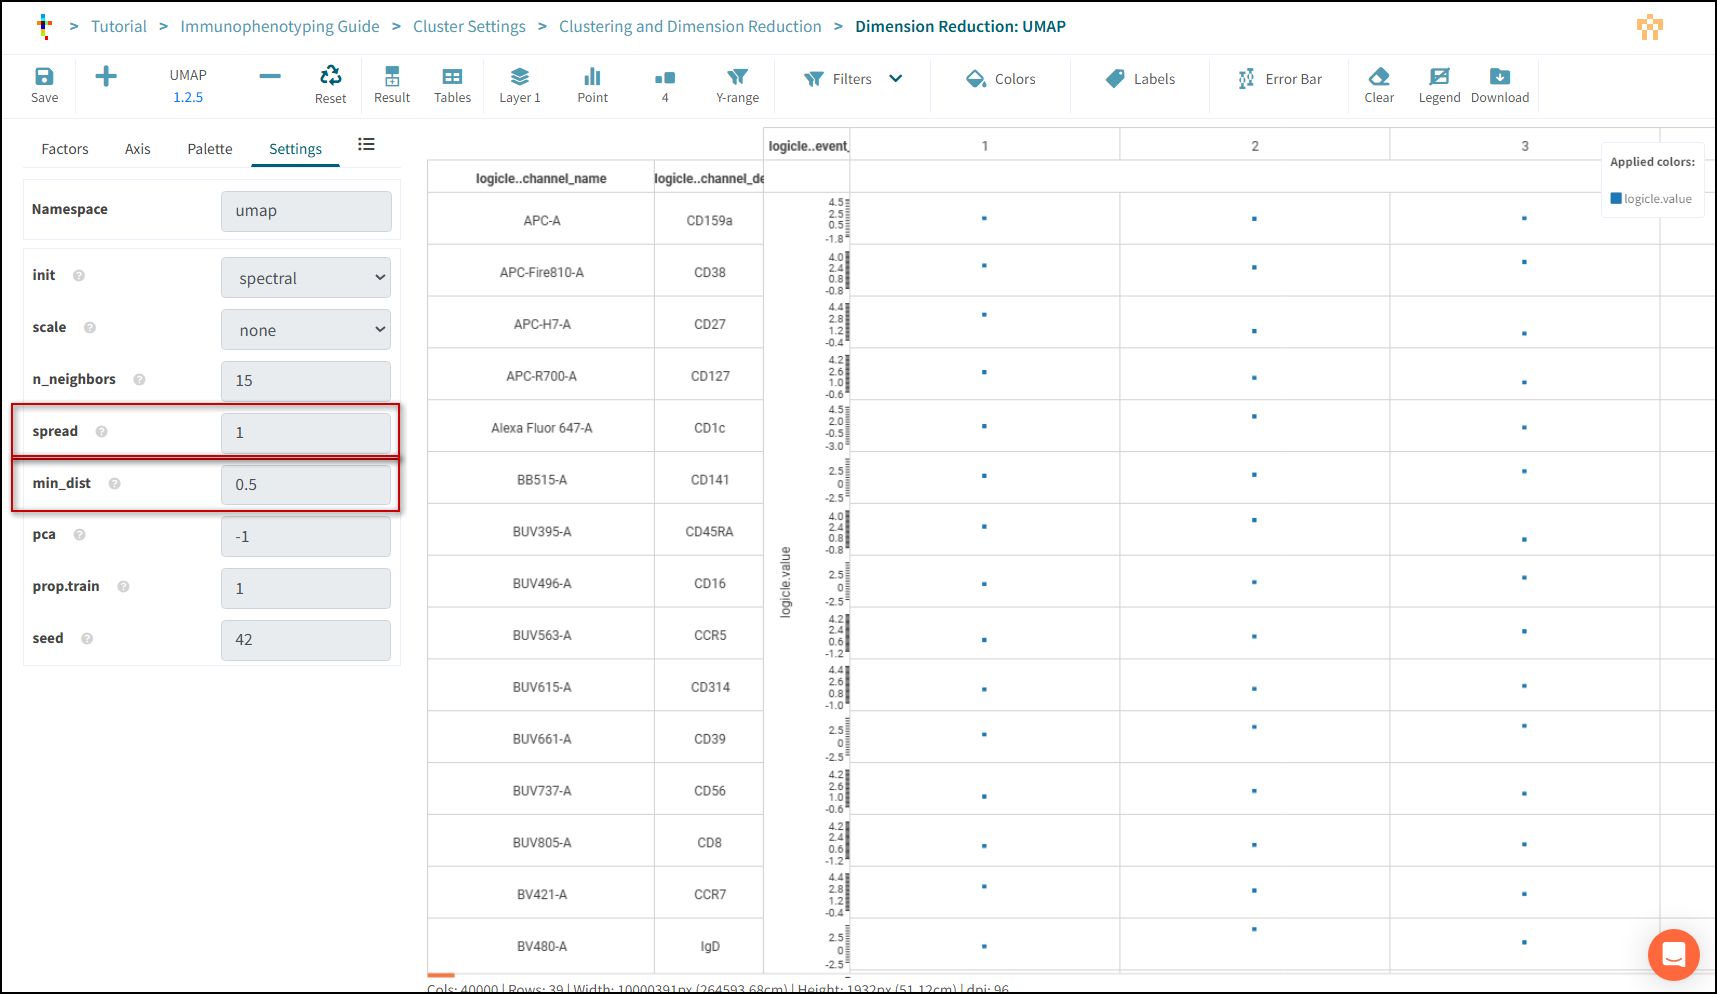 > Tutorial > Immunophenotyping Guide > Cluster Settings > Clustering and Dimension Reduction > Dimension Reduction: UMAP
Save
UMAP
1.2.5
Reset
Result
Tables
Layer 1
Point
4
Y-range
Filters
Colors
Labels
Error Bar
Clear
Legend
Download
Factors Axis Palette Settings
Namespace umap
init ? spectral
scale ? none
n_neighbors ? 15
spread ? 1
min_dist ? 0.5
pca ? -1
prop.train ? 1
seed ? 42
logicle..event_ 1 2 3
logicle..channel_name logicle..channel_de
Applied colors:
logicle.value
logicle.value
APC-A CD159a 4.5 2.5 0.5 -1.8
APC-Fire810-A CD38 4.0 2.4 0.8 -0.8
APC-H7-A CD27 4.4 2.8 1.2 -0.4
APC-R700-A CD127 4.2 2.6 1.0 -0.6
Alexa Fluor 647-A CD1c 4.5 2.0 -0.5 -3.0
BB515-A CD141 2.5 0 -2.5
BUV395-A CD45RA 4.0 2.4 0.8 -0.8
BUV496-A CD16 2.5 0 -2.5
BUV563-A CCR5 4.2 2.4 0.6 -1.2
BUV615-A CD314 4.4 2.6 0.8 -1.0
BUV661-A CD39 2.5 0 -2.5
BUV737-A CD56 4.2 2.6 1.0 -0.6
BUV805-A CD8 4.2 2.4 0.6 -1.2
BV421-A CCR7 4.4 2.8 1.2 -0.4
BV480-A IgD 2.5 0 -2.5
Cols: 40000 | Rows: 39 | Width: 10000391px (264593.68cm) | Height: 1932px (51.12cm) | dpi: 96